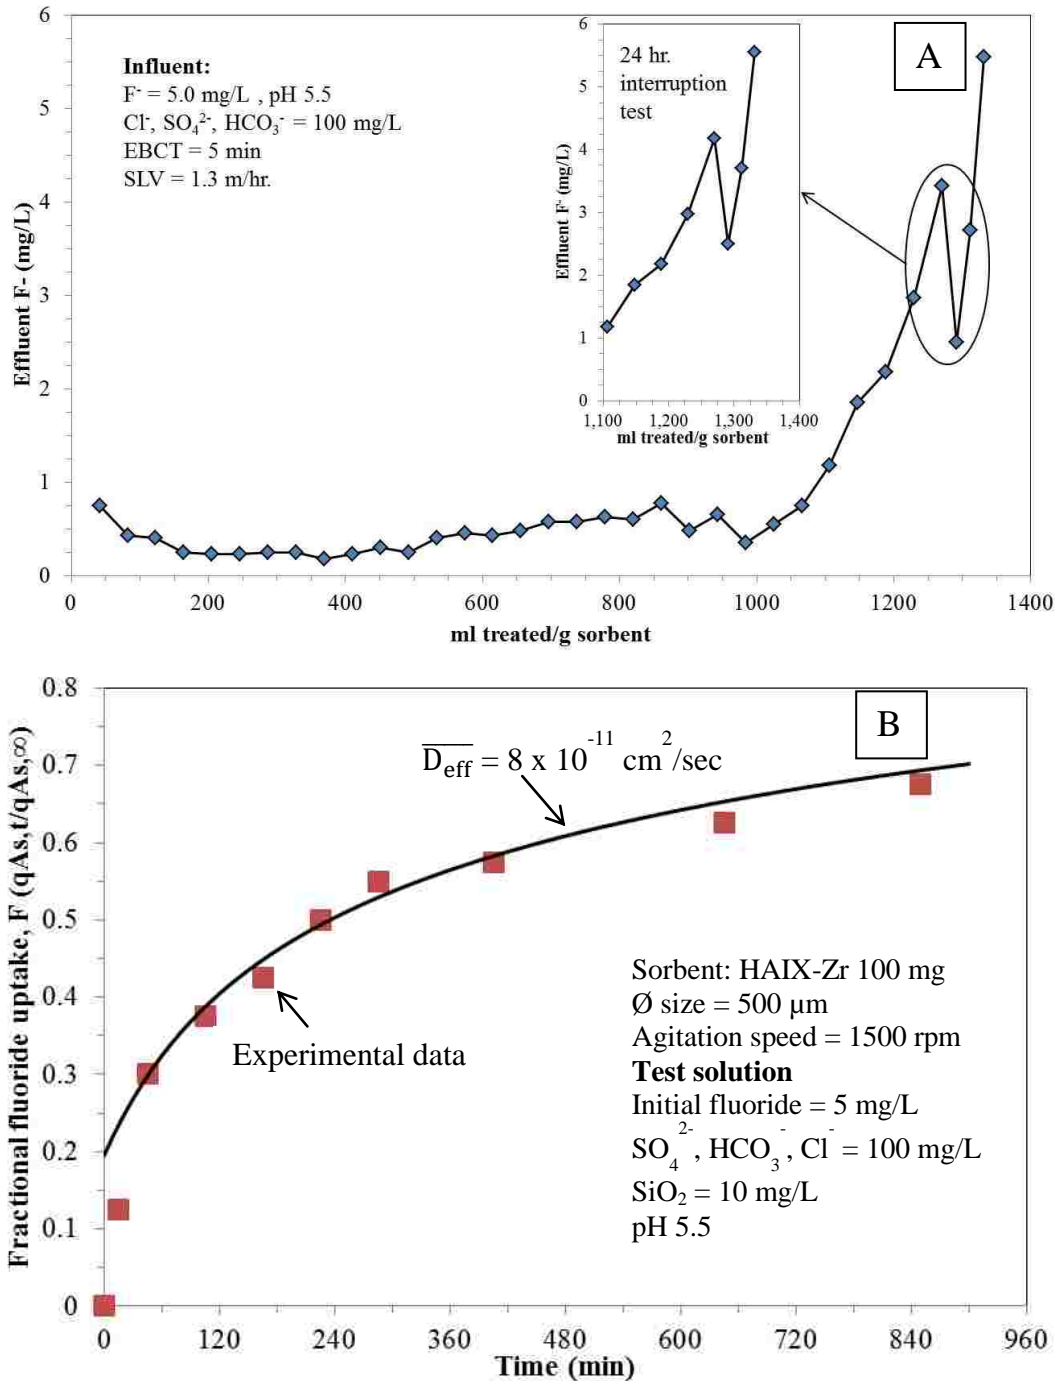 A
Influent:
F⁻ = 5.0 mg/L , pH 5.5
Cl⁻, SO₄²⁻, HCO₃⁻ = 100 mg/L
EBCT = 5 min
SLV = 1.3 m/hr.
Effluent F- (mg/L)
6
5
4
3
2
1
0
0 200 400 600 800 1000 1200 1400
ml treated/g sorbent
24 hr.
interruption
test
Effluent F⁻ (mg/L)
6
5
4
3
2
1
0
1,100 1,200 1,300 1,400
ml treated/g sorbent
B
Fractional fluoride uptake, F (qAs,t/qAs,∞)
0.8
0.7
0.6
0.5
0.4
0.3
0.2
0.1
0
D̅e̅f̅f̅ = 8 x 10⁻¹¹ cm²/sec
Experimental data
Sorbent: HAIX-Zr 100 mg
Ø size = 500 µm
Agitation speed = 1500 rpm
Test solution
Initial fluoride = 5 mg/L
SO₄²⁻, HCO₃⁻, Cl⁻ = 100 mg/L
SiO₂ = 10 mg/L
pH 5.5
0 120 240 360 480 600 720 840 960
Time (min)